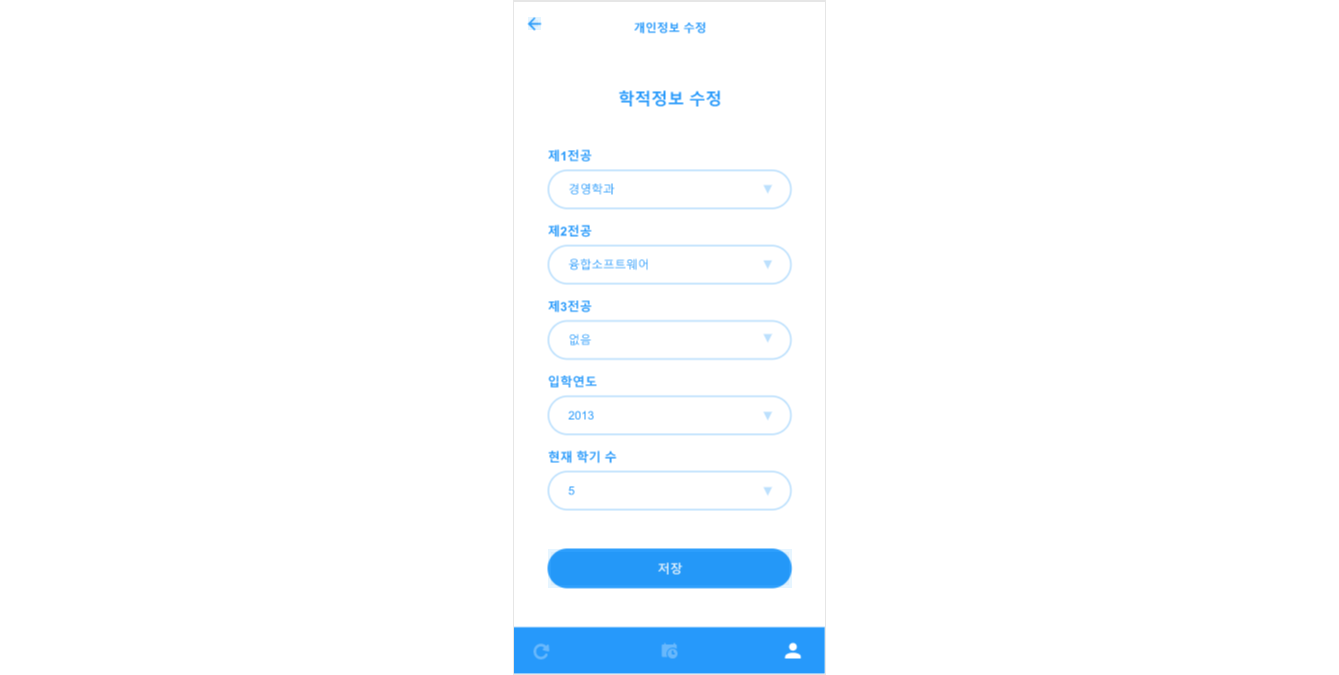 개인정보 수정
학적정보 수정
제1전공
경영학과
제2전공
융합소프트웨어
제3전공
없음
입학연도
2013
현재 학기 수
5
저장